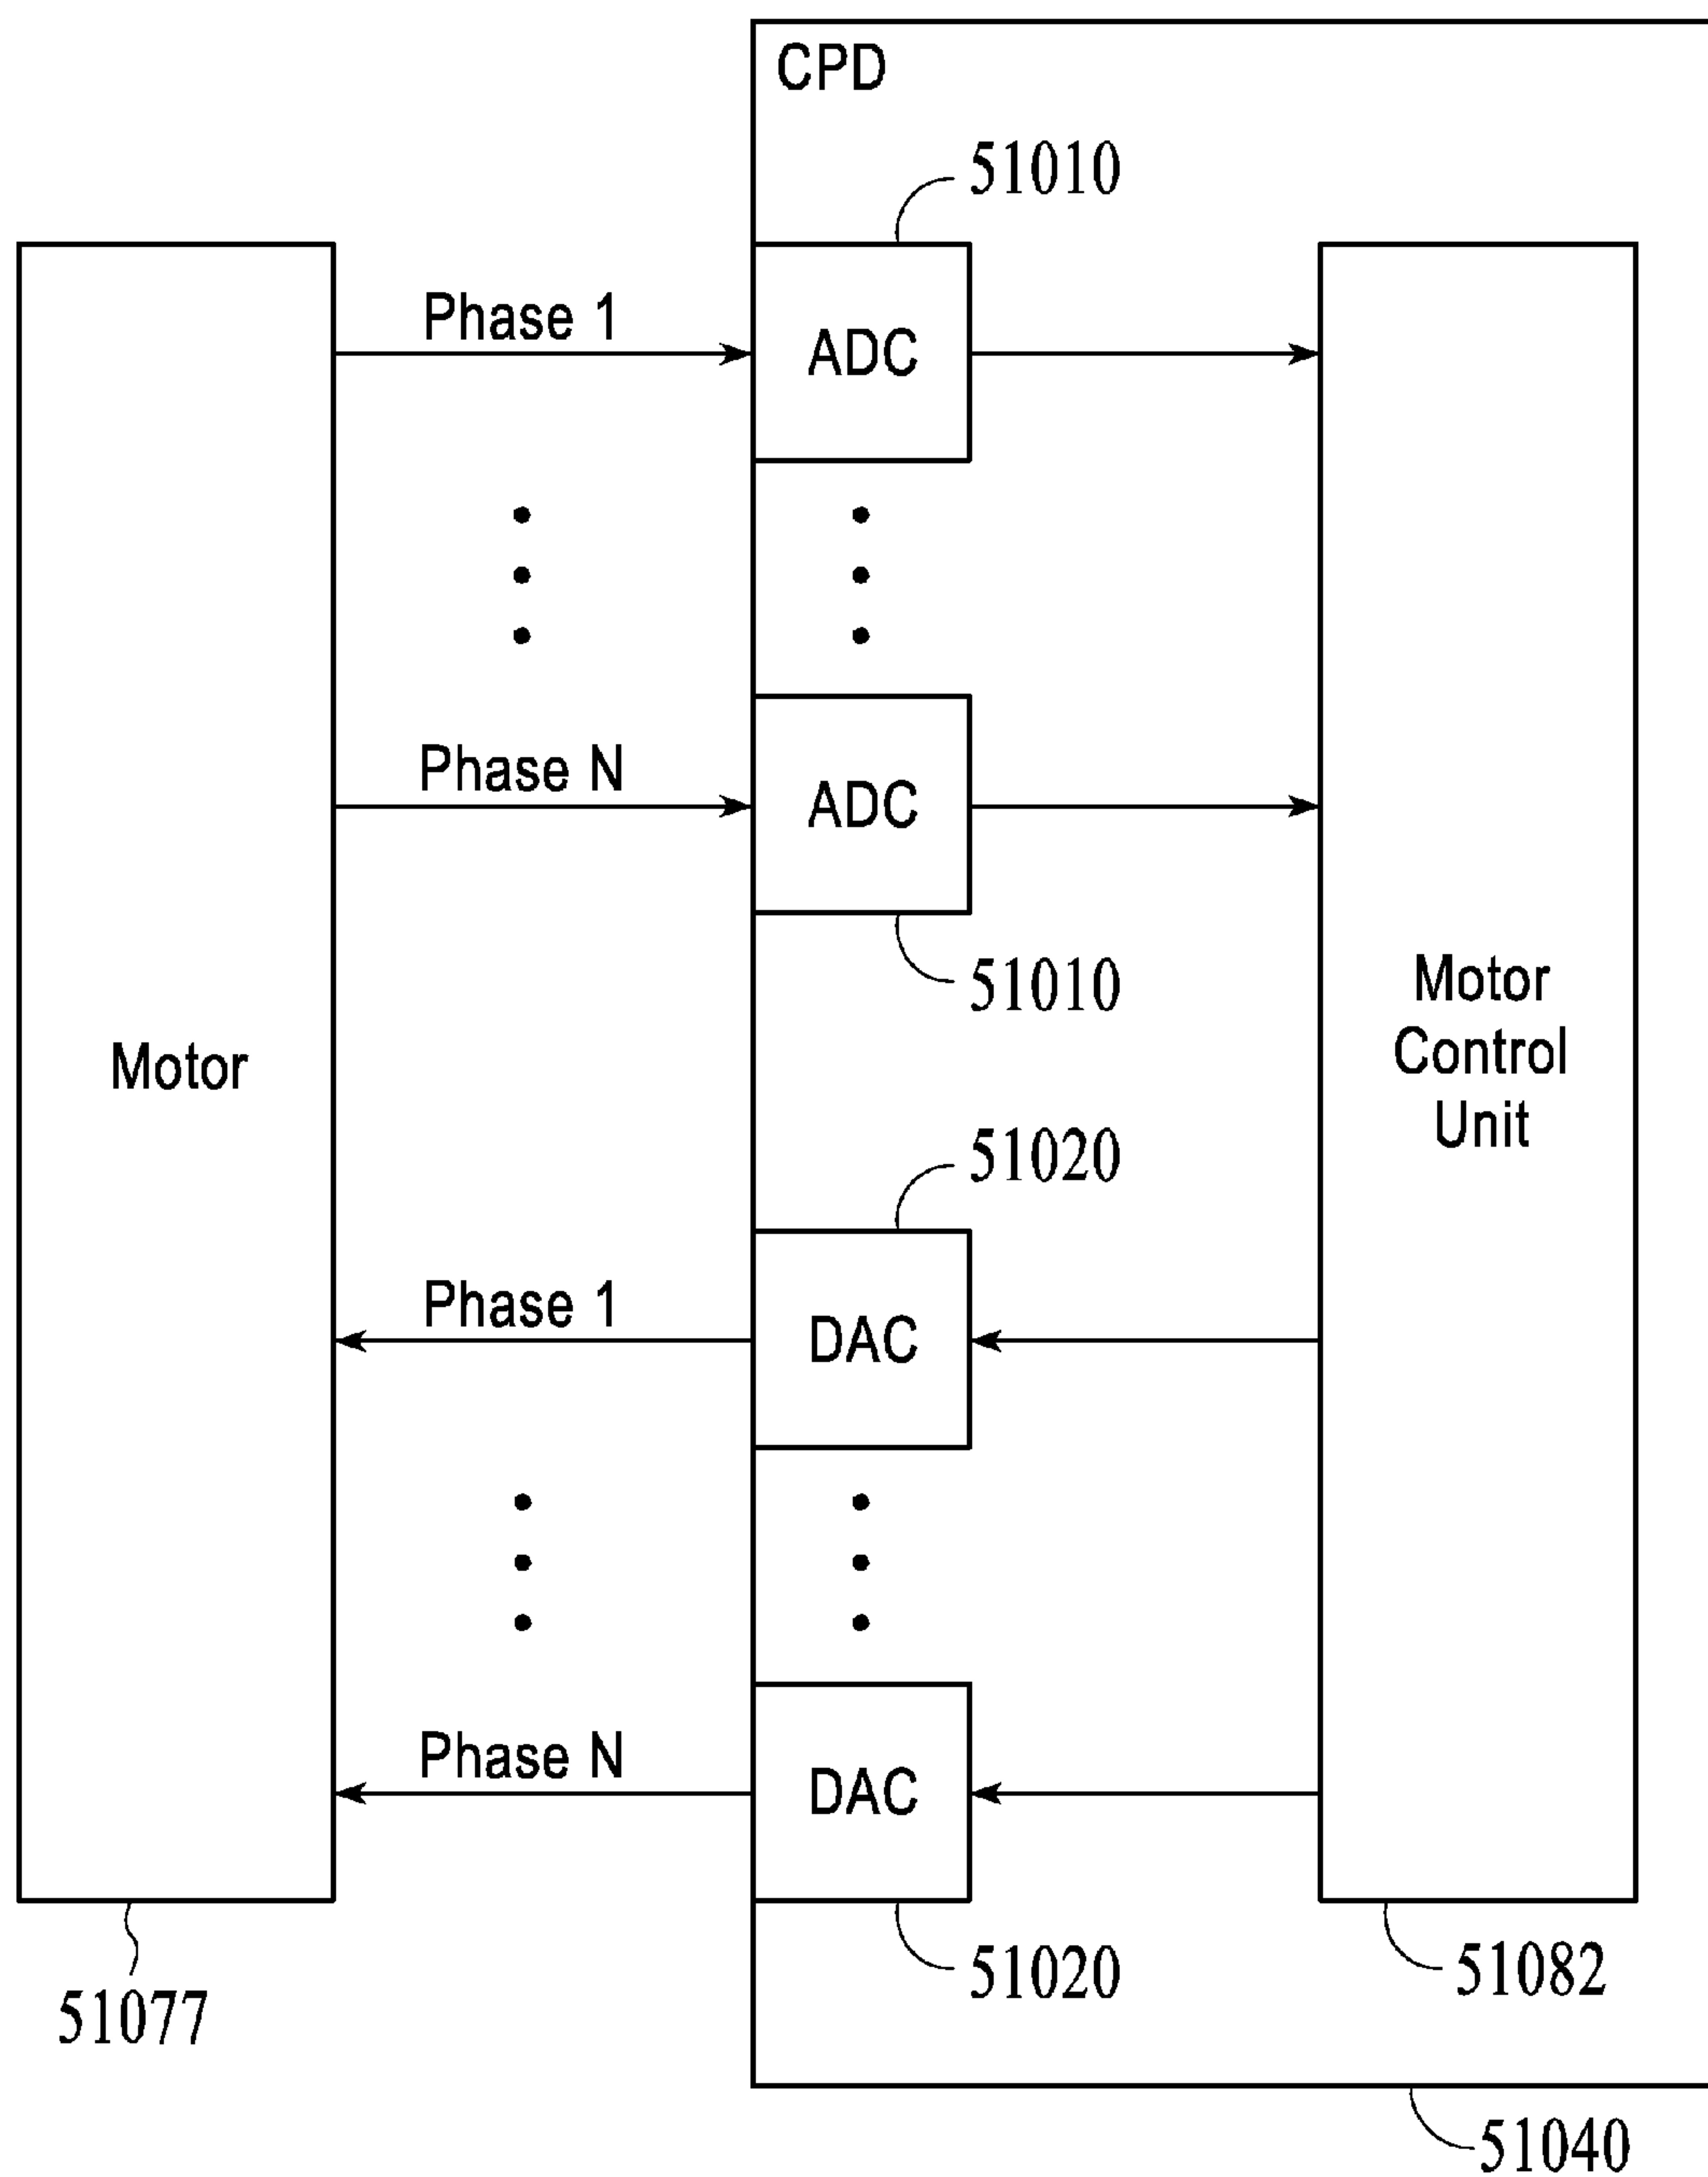 CPD
51010
Phase 1
ADC
Phase N
ADC
51010
Motor
Motor
Control
Unit
51020
Phase 1
DAC
Phase N
DAC
51020
51082
51077
51040